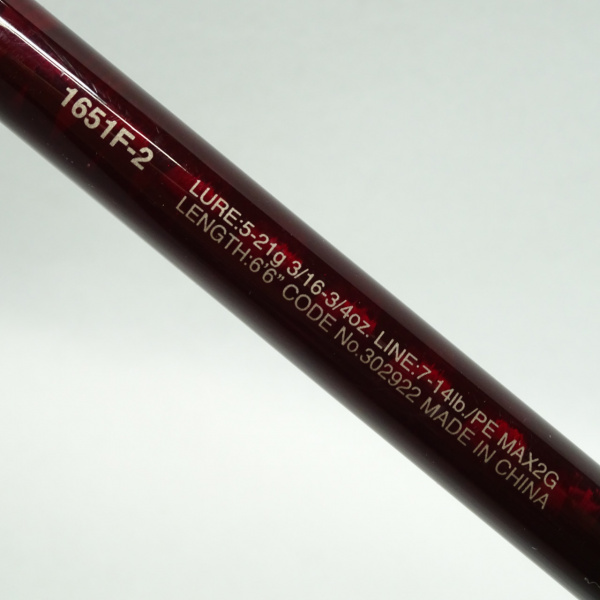 1651F-2
LURE:5-21g 3/16-3/4oz. LINE:7-14lb./PE MAX2G
LENGTH:6'6" CODE No.302922 MADE IN CHINA